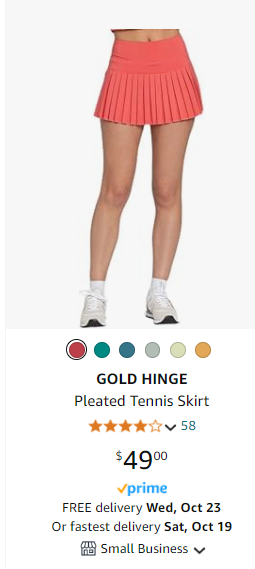 GOLD HINGE
Pleated Tennis Skirt
58
$4900
prime
FREE delivery Wed, Oct 23
Or fastest delivery Sat, Oct 19
Small Business